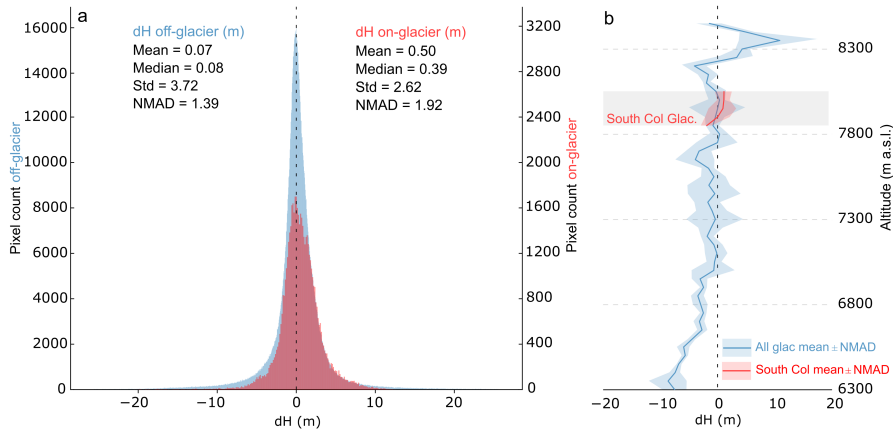 a
dH off-glacier (m)
Mean = 0.07
Median = 0.08
Std = 3.72
NMAD = 1.39
dH on-glacier (m)
Mean = 0.50
Median = 0.39
Std = 2.62
NMAD = 1.92
Pixel count off-glacier
16000
14000
12000
10000
8000
6000
4000
2000
0
−20
−10
0
10
20
dH (m)
3200
2800
2400
2000
1600
1200
800
400
0
Pixel count on-glacier
b
South Col Glac.
8300
7800
7300
6800
6300
Altitude (m a.s.l.)
All glac mean ± NMAD
South Col mean ± NMAD
−20
−10
0
10
20
dH (m)